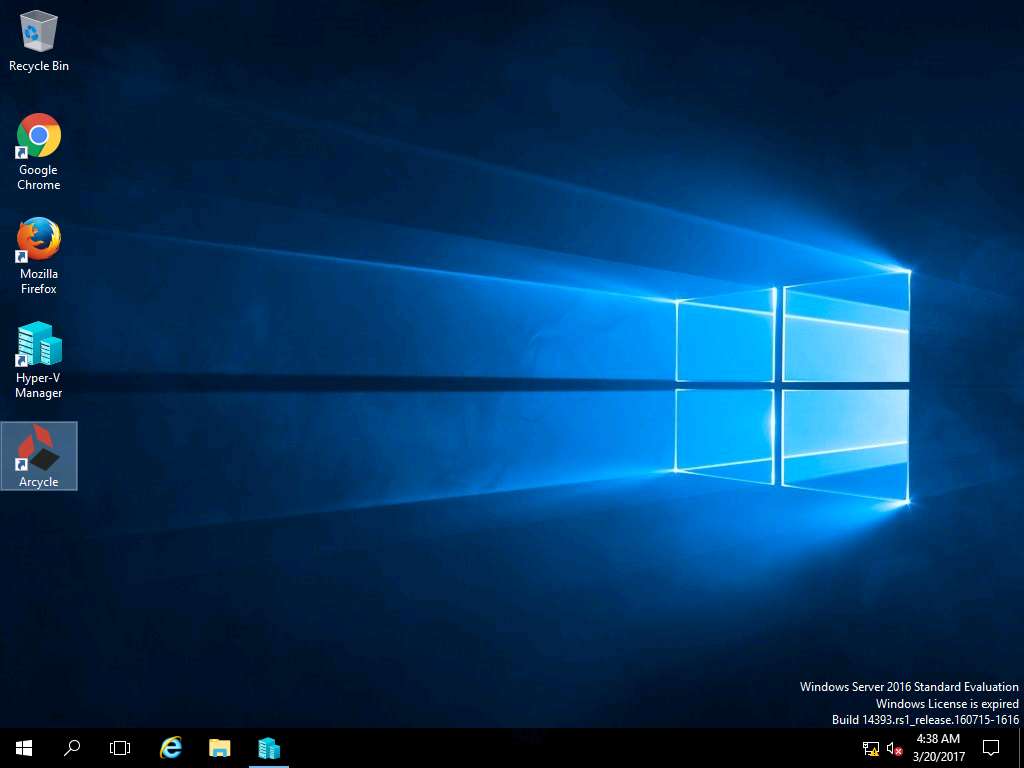 Recycle Bin
Google
Chrome
Mozilla
Firefox
Hyper-V
Manager
Arcycle
Windows Server 2016 Standard Evaluation
Windows License is expired
Build 14393.rs1_release.160715-1616
4:38 AM
3/20/2017